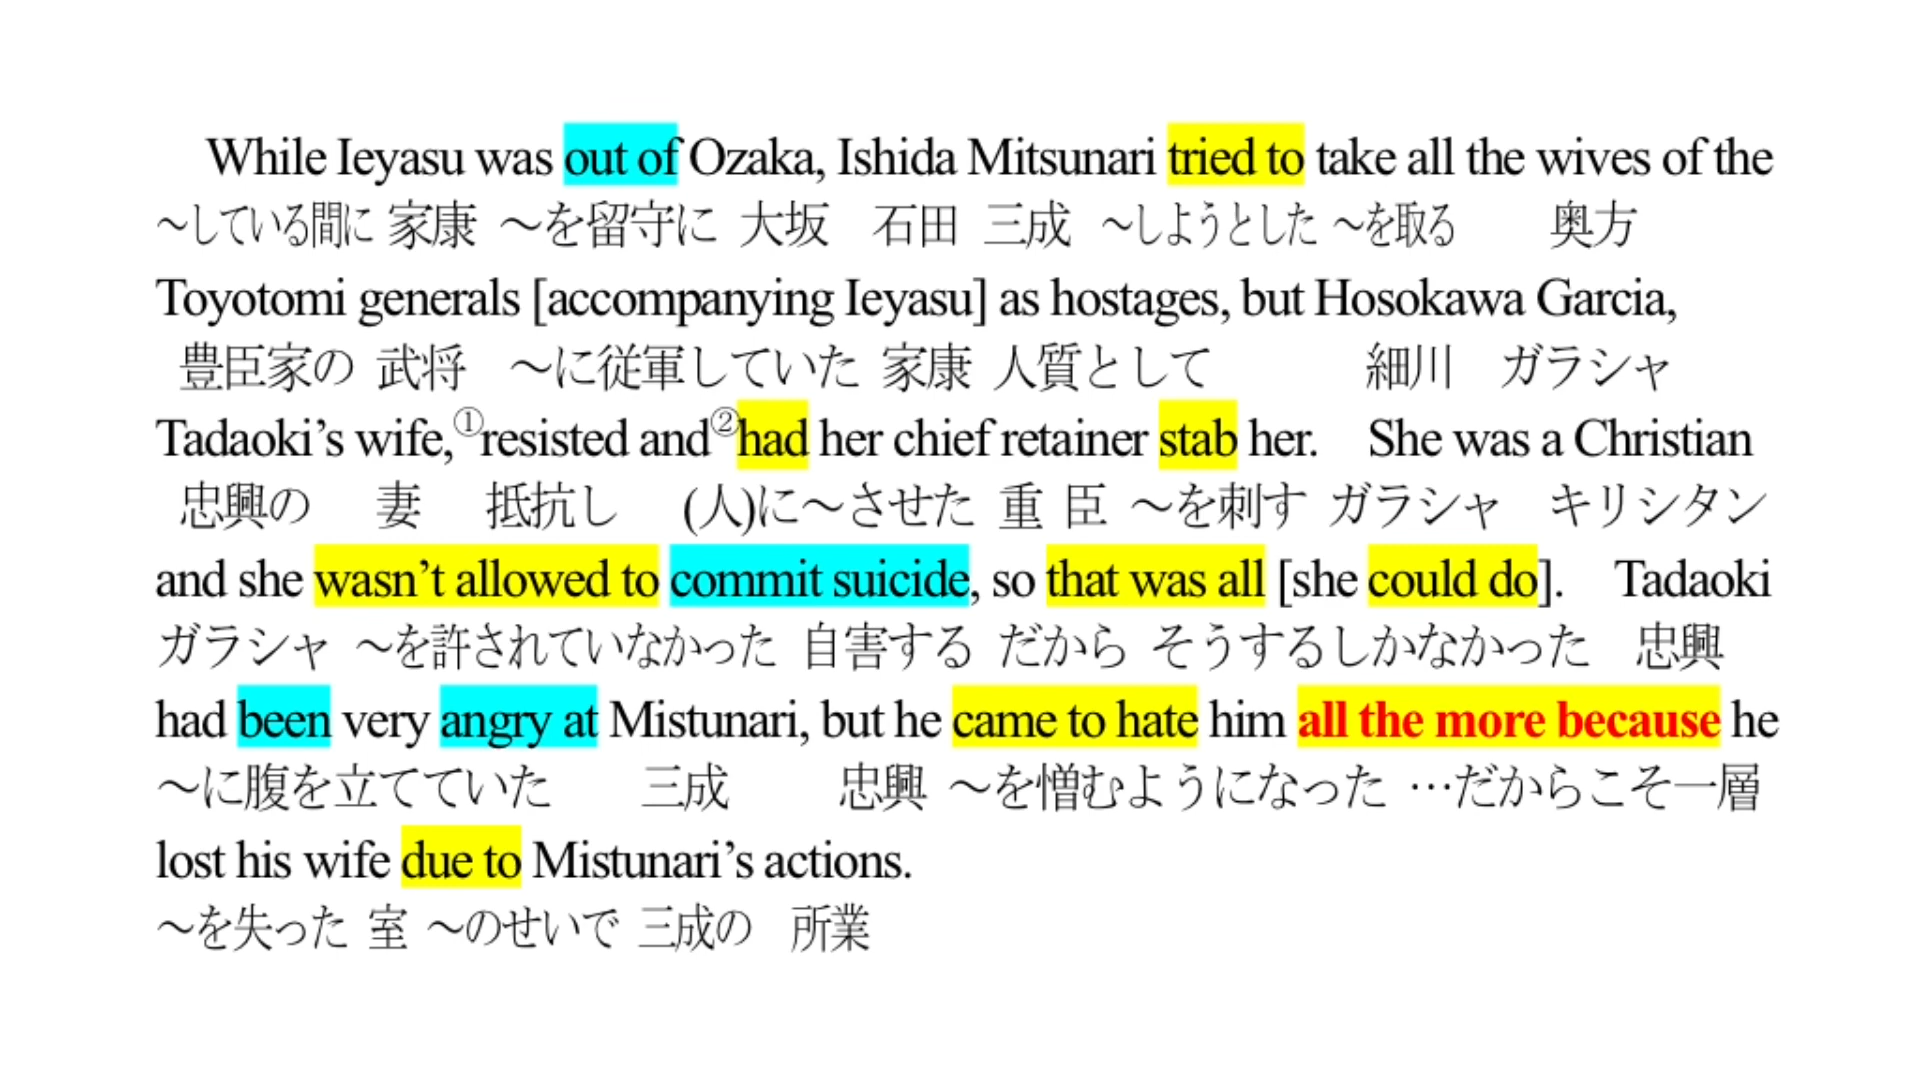 While Ieyasu was out of Ozaka, Ishida Mitsunari tried to take all the wives of the
～している間に 家康 ～を留守に 大坂 石田 三成 ～しようとした ～を取る 奥方
Toyotomi generals [accompanying Ieyasu] as hostages, but Hosokawa Garcia,
豊臣家の 武将 ～に従軍していた 家康 人質として 細川 ガラシャ
Tadaoki’s wife,①resisted and②had her chief retainer stab her. She was a Christian
忠興の 妻 抵抗し (人)に～させた 重 臣 ～を刺す ガラシャ キリシタン
and she wasn’t allowed to commit suicide, so that was all [she could do]. Tadaoki
ガラシャ ～を許されていなかった 自害する だから そうするしかなかった 忠興
had been very angry at Mistunari, but he came to hate him all the more because he
～に腹を立てていた 三成 忠興 ～を憎むようになった …だからこそ一層
lost his wife due to Mistunari’s actions.
～を失った 室 ～のせいで 三成の 所業